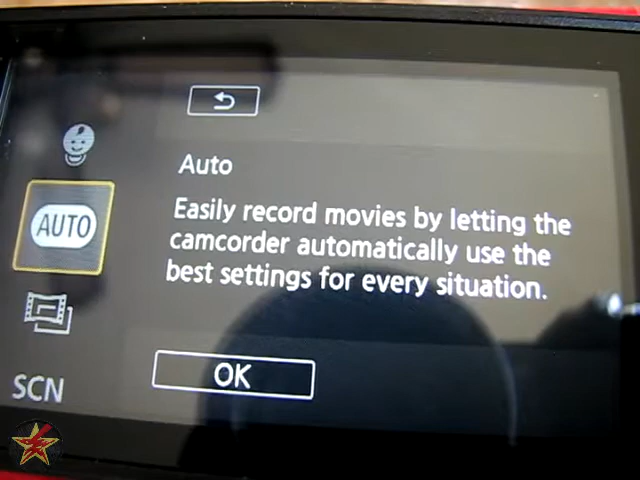 Auto
Easily record movies by letting the
camcorder automatically use the
best settings for every situation.
AUTO
SCN
OK